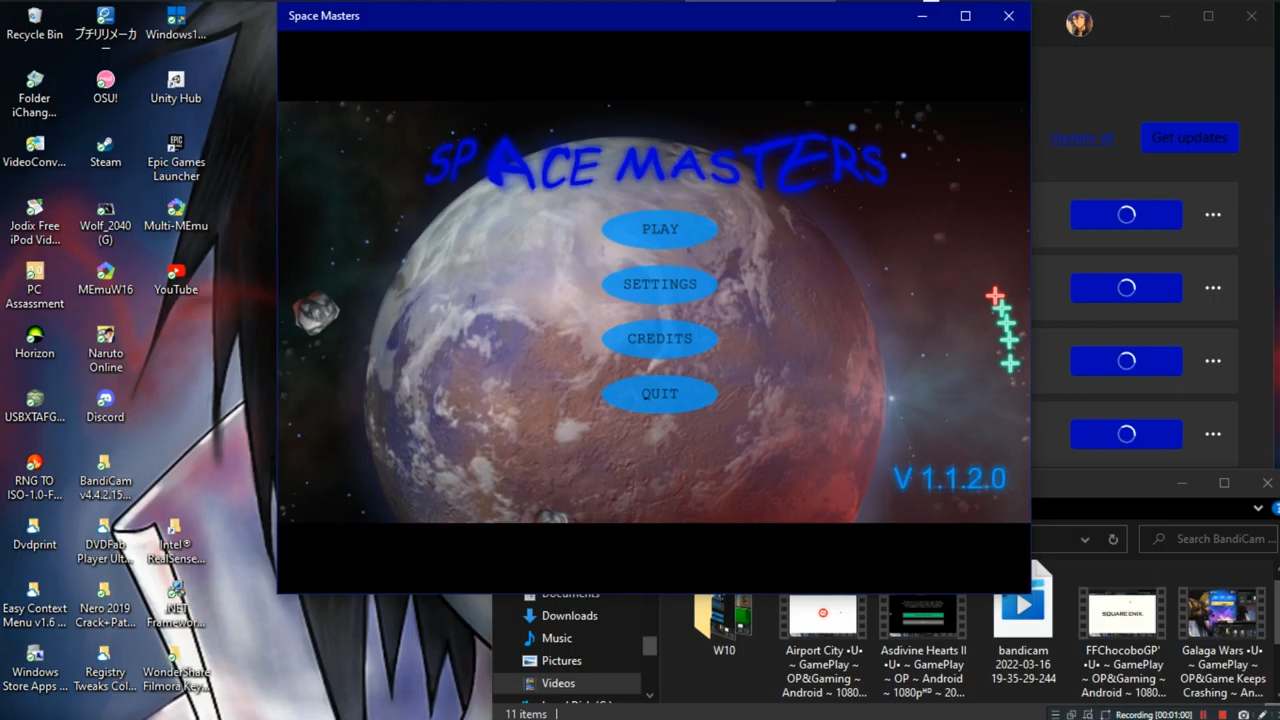 Recycle Bin
プチリリメーカー
Windows1...
Folder
iChang...
OSU!
Unity Hub
VideoConv...
Steam
Epic Games
Launcher
Jodix Free
iPod Vid...
Wolf_2040
(G)
Multi-MEmu
PC
Assassment
MEmuW16
YouTube
Horizon
Naruto
Online
USBXTAFG...
Discord
RNG TO
ISO-1.0-F...
BandiCam
v4.4.2.15...
Dvdprint
DVDFab
Player Ult...
Intel®
RealSense...
Easy Context
Menu v1.6 ...
Nero 2019
Crack+Pat...
.NET
Framewor...
Windows
Store Apps ...
Registry
Tweaks Col...
WonderShare
Filmora Key...
Space Masters
SPACE MASTERS
PLAY
SETTINGS
CREDITS
QUIT
V 1.1.2.0
Update all
Get updates
Search BandiCam ...
Documents
Downloads
Music
Pictures
Videos
11 items
W10
Airport City •U•
~ GamePlay ~
OP&Gaming ~
Android ~ 1080...
Asdivine Hearts II
•U• ~ GamePlay
~ OP ~ Android
~ 1080pᴴᴰ ~ 20...
bandicam
2022-03-16
19-35-29-244
SQUARE ENIX.
FFChocoboGP'
•U• ~ GamePlay
~ OP&Gaming ~
Android ~ 1080...
Galaga Wars •U•
~ GamePlay ~
OP&Game Keeps
Crashing ~ An...
Recording [00:01:00]